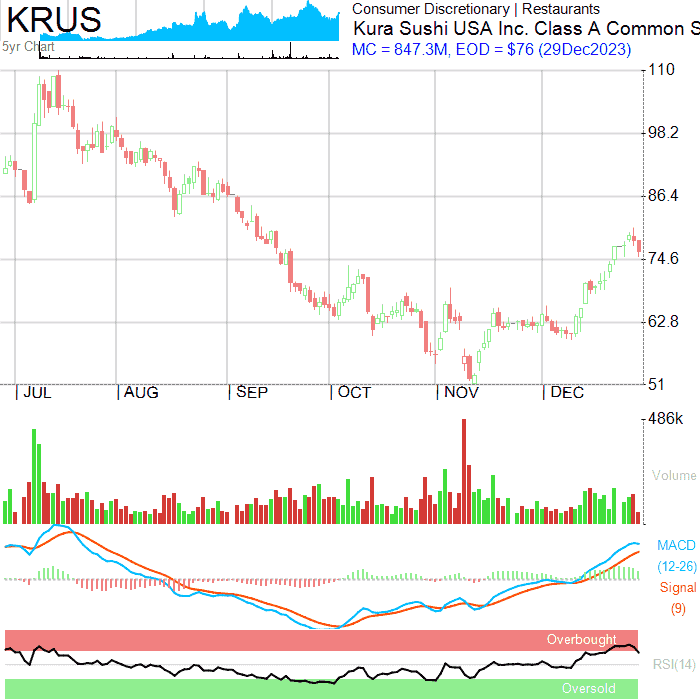 KRUS
5yr Chart
Consumer Discretionary | Restaurants
Kura Sushi USA Inc. Class A Common S
MC = 847.3M, EOD = $76 (29Dec2023)
110
98.2
86.4
74.6
62.8
51
JUL AUG SEP OCT NOV DEC
486k
Volume
MACD
(12-26)
Signal
(9)
Overbought
RSI(14)
Oversold